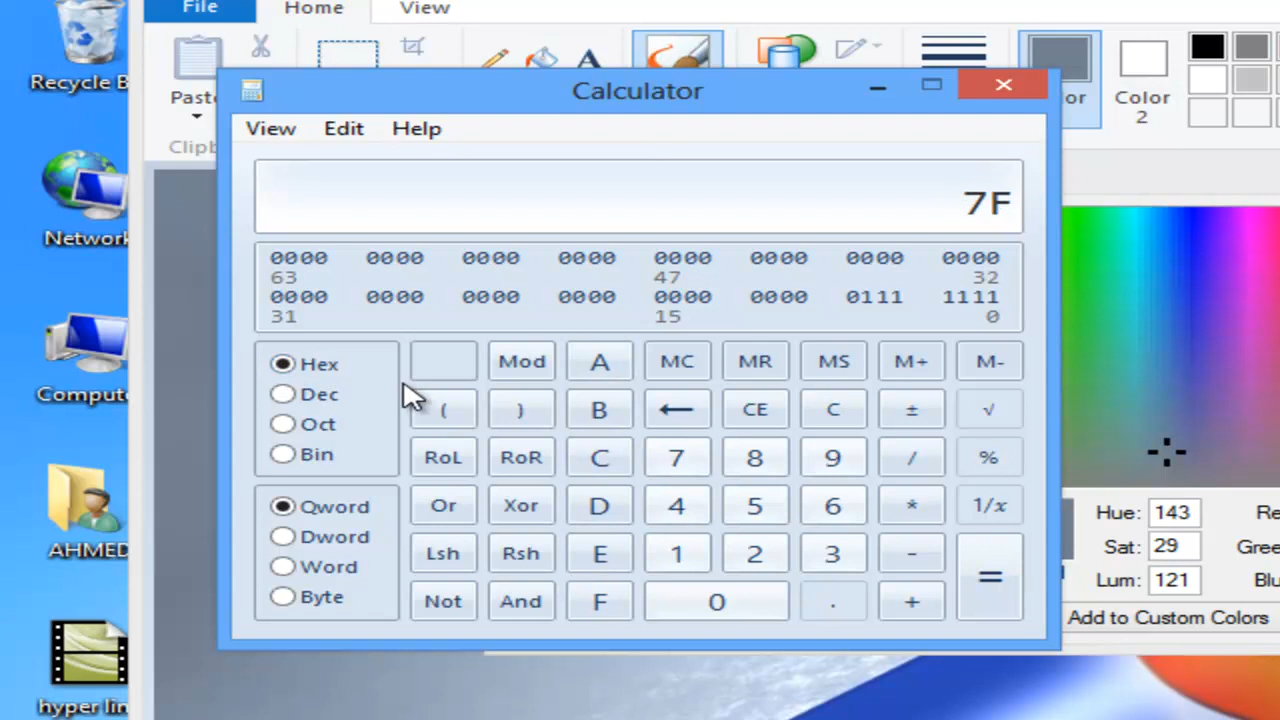 File Home View
Recycle B
Paste
Color
2
Clipb
Calculator
View Edit Help
7F
0000 0000 0000 0000 0000 0000 0000 0000
63 47 32
0000 0000 0000 0000 0000 0000 0111 1111
31 15 0
Network
Comput
AHMED
hyper lin
Hex
Dec
Oct
Bin
Qword
Dword
Word
Byte
Mod A MC MR MS M+ M-
( ) B ← CE C ± √
RoL RoR C 7 8 9 / %
Or Xor D 4 5 6 * 1/x
Lsh Rsh E 1 2 3 - =
Not And F 0 . +
Hue: 143 Re
Sat: 29 Gree
Lum: 121 Blu
Add to Custom Colors